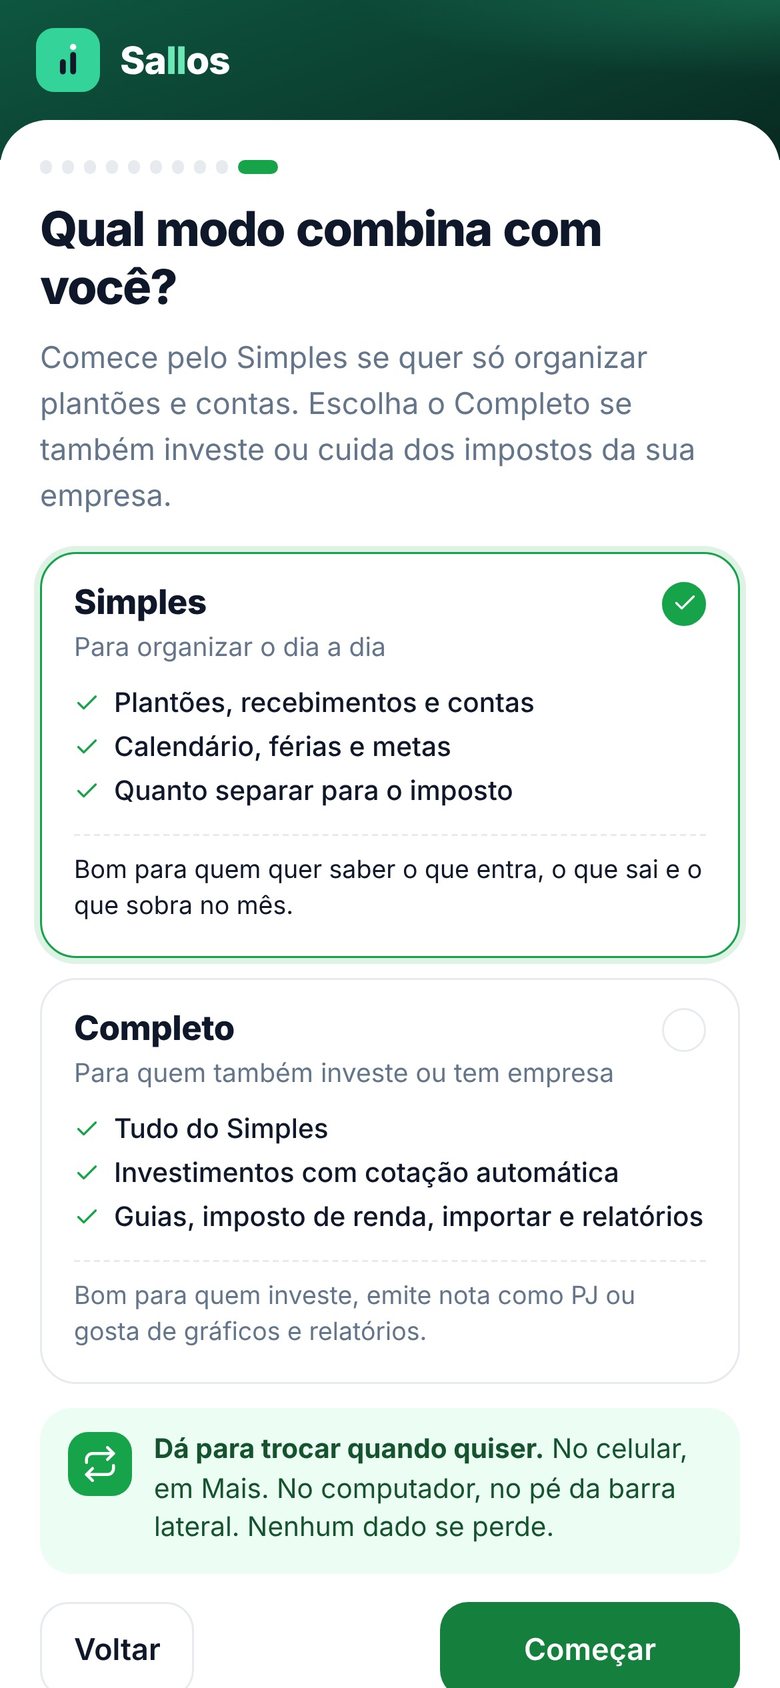 Sallos
Qual modo combina com
você?
Comece pelo Simples se quer só organizar
plantões e contas. Escolha o Completo se
também investe ou cuida dos impostos da sua
empresa.
Simples
Para organizar o dia a dia
Plantões, recebimentos e contas
Calendário, férias e metas
Quanto separar para o imposto
Bom para quem quer saber o que entra, o que sai e o
que sobra no mês.
Completo
Para quem também investe ou tem empresa
Tudo do Simples
Investimentos com cotação automática
Guias, imposto de renda, importar e relatórios
Bom para quem investe, emite nota como PJ ou
gosta de gráficos e relatórios.
Dá para trocar quando quiser. No celular,
em Mais. No computador, no pé da barra
lateral. Nenhum dado se perde.
Voltar
Começar